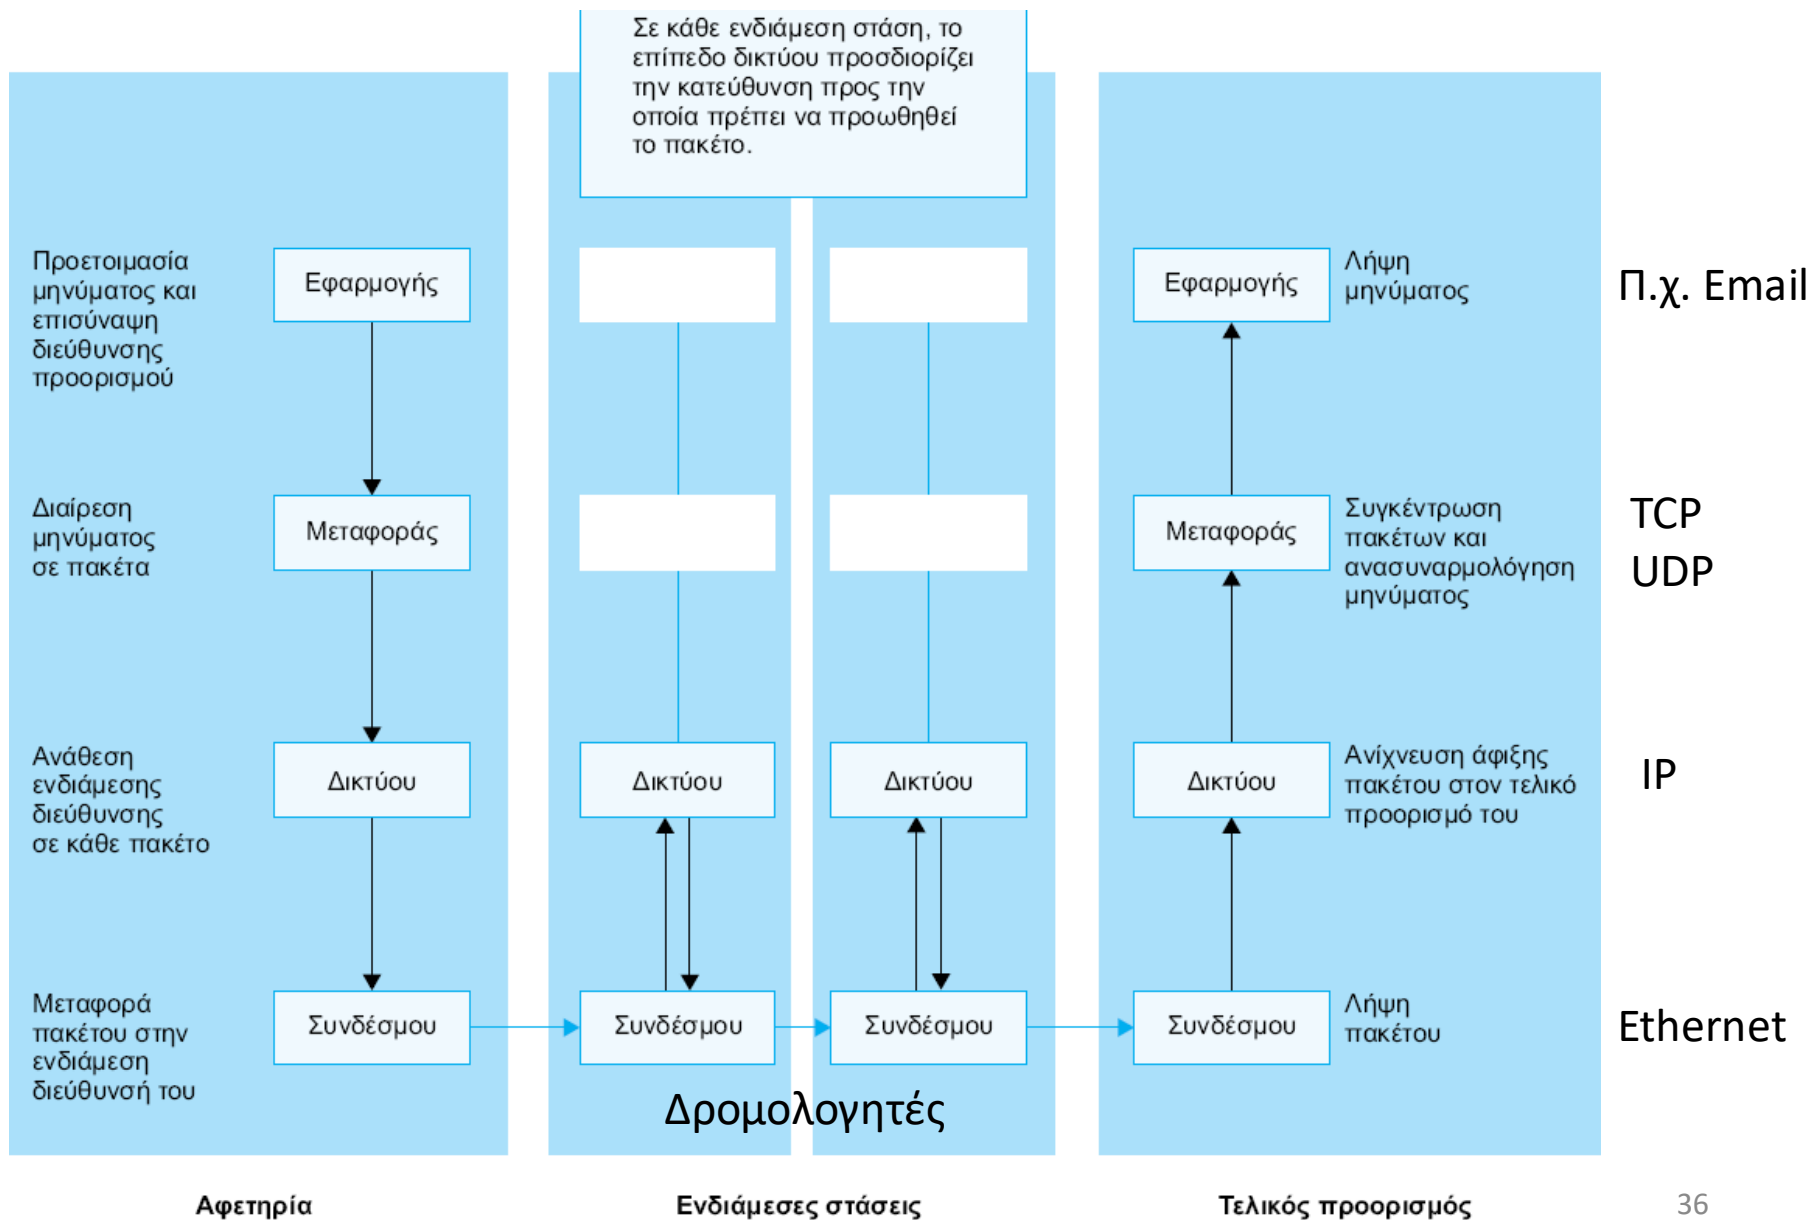 Σε κάθε ενδιάμεση στάση, το
επίπεδο δικτύου προσδιορίζει
την κατεύθυνση προς την
οποία πρέπει να προωθηθεί
το πακέτο.
Προετοιμασία
μηνύματος και
επισύναψη
διεύθυνσης
προορισμού
Εφαρμογής
Εφαρμογής
Λήψη
μηνύματος
Π.χ. Email
Διαίρεση
μηνύματος
σε πακέτα
Μεταφοράς
Μεταφοράς
Συγκέντρωση
πακέτων και
ανασυναρμολόγηση
μηνύματος
TCP
UDP
Ανάθεση
ενδιάμεσης
διεύθυνσης
σε κάθε πακέτο
Δικτύου
Δικτύου
Δικτύου
Δικτύου
Ανίχνευση άφιξης
πακέτου στον τελικό
προορισμό του
IP
Μεταφορά
πακέτου στην
ενδιάμεση
διεύθυνσή του
Συνδέσμου
Συνδέσμου
Συνδέσμου
Συνδέσμου
Λήψη
πακέτου
Ethernet
Δρομολογητές
Αφετηρία
Ενδιάμεσες στάσεις
Τελικός προορισμός
36